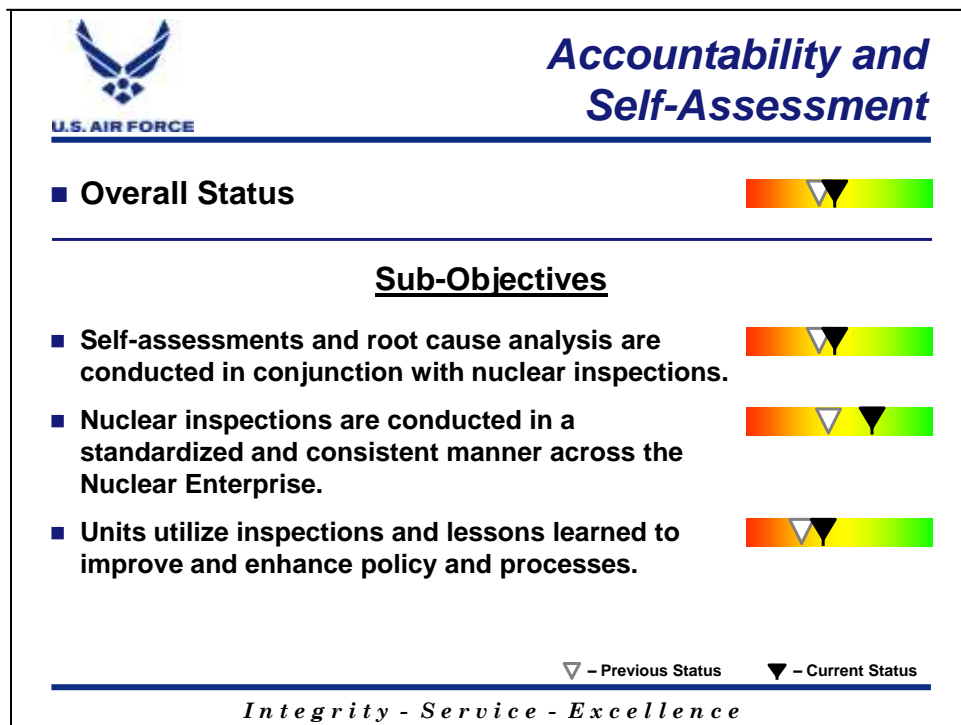 Accountability and
Self-Assessment
U.S. AIR FORCE
■ Overall Status
Sub-Objectives
■ Self-assessments and root cause analysis are
conducted in conjunction with nuclear inspections.
■ Nuclear inspections are conducted in a
standardized and consistent manner across the
Nuclear Enterprise.
■ Units utilize inspections and lessons learned to
improve and enhance policy and processes.
– Previous Status – Current Status
Integrity - Service - Excellence